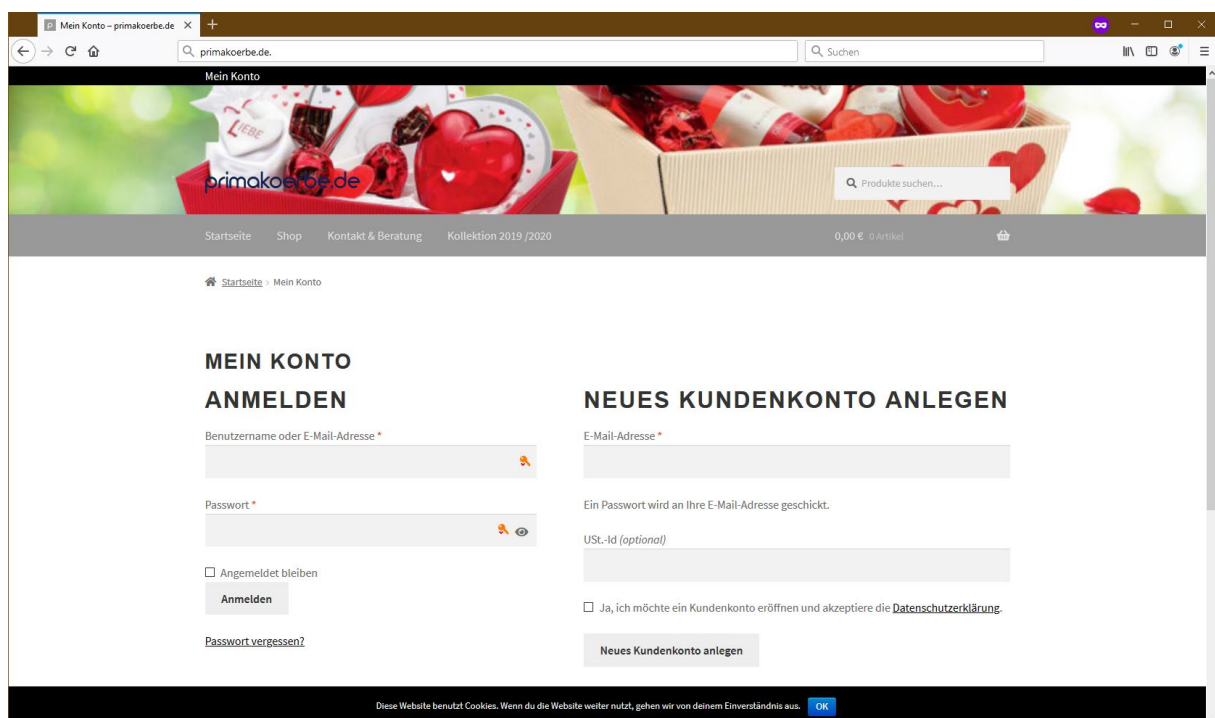 Mein Konto – primakoerbe.de
primakoerbe.de.
Suchen
Mein Konto
LIEBE
primakoerbe.de
Produkte suchen...
Startseite Shop Kontakt & Beratung Kollektion 2019 /2020 0,00 € 0 Artikel
Startseite › Mein Konto
MEIN KONTO
ANMELDEN
Benutzername oder E-Mail-Adresse *
Passwort *
Angemeldet bleiben
Anmelden
Passwort vergessen?
NEUES KUNDENKONTO ANLEGEN
E-Mail-Adresse *
Ein Passwort wird an Ihre E-Mail-Adresse geschickt.
USt.-Id (optional)
Ja, ich möchte ein Kundenkonto eröffnen und akzeptiere die Datenschutzerklärung.
Neues Kundenkonto anlegen
Diese Website benutzt Cookies. Wenn du die Website weiter nutzt, gehen wir von deinem Einverständnis aus. OK